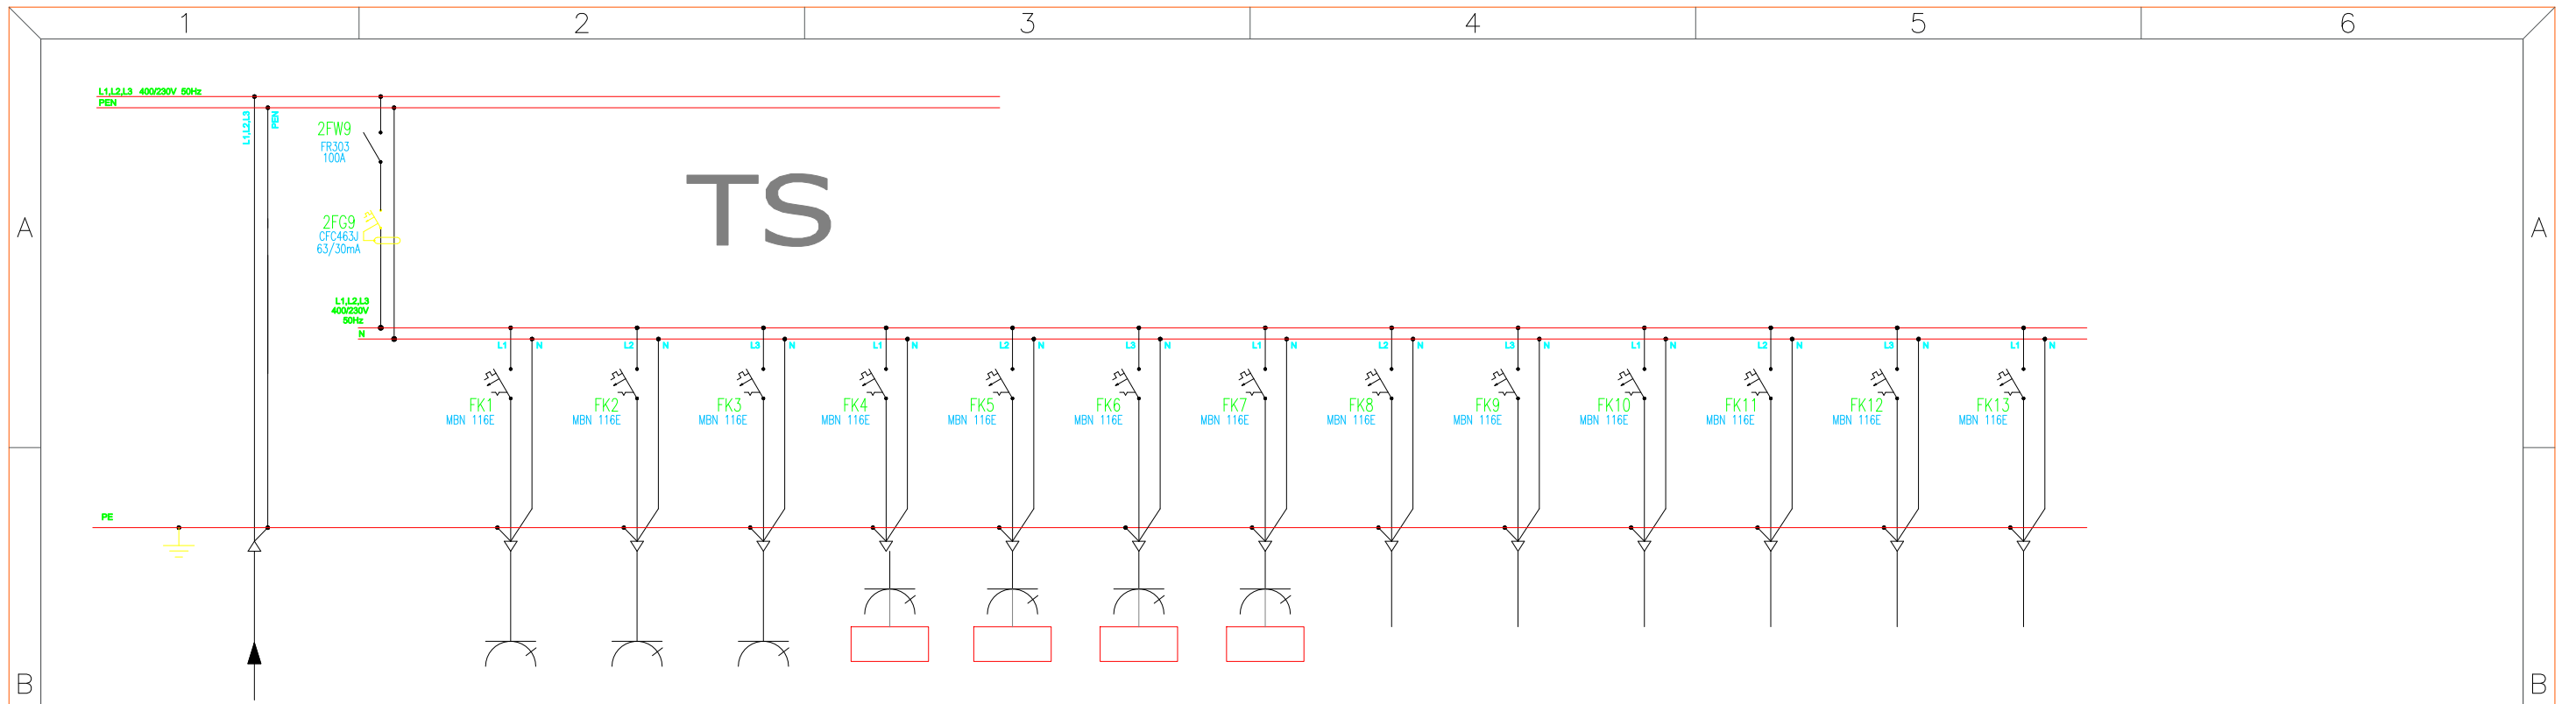 1 2 3 4 5 6
L1,L2,L3 400/230V 50Hz
PEN
L1,L2,L3
PEN
2FW9
FR303
100A
TS
A
A
2FG9
CFC463J
63/30mA
L1,L2,L3
400/230V
50Hz
N
L1 N L2 N L3 N L1 N L2 N L3 N L1 N L2 N L3 N L1 N L2 N L3 N L1 N
FK1 FK2 FK3 FK4 FK5 FK6 FK7 FK8 FK9 FK10 FK11 FK12 FK13
MBN 116E MBN 116E MBN 116E MBN 116E MBN 116E MBN 116E MBN 116E MBN 116E MBN 116E MBN 116E MBN 116E MBN 116E MBN 116E
PE
B
B